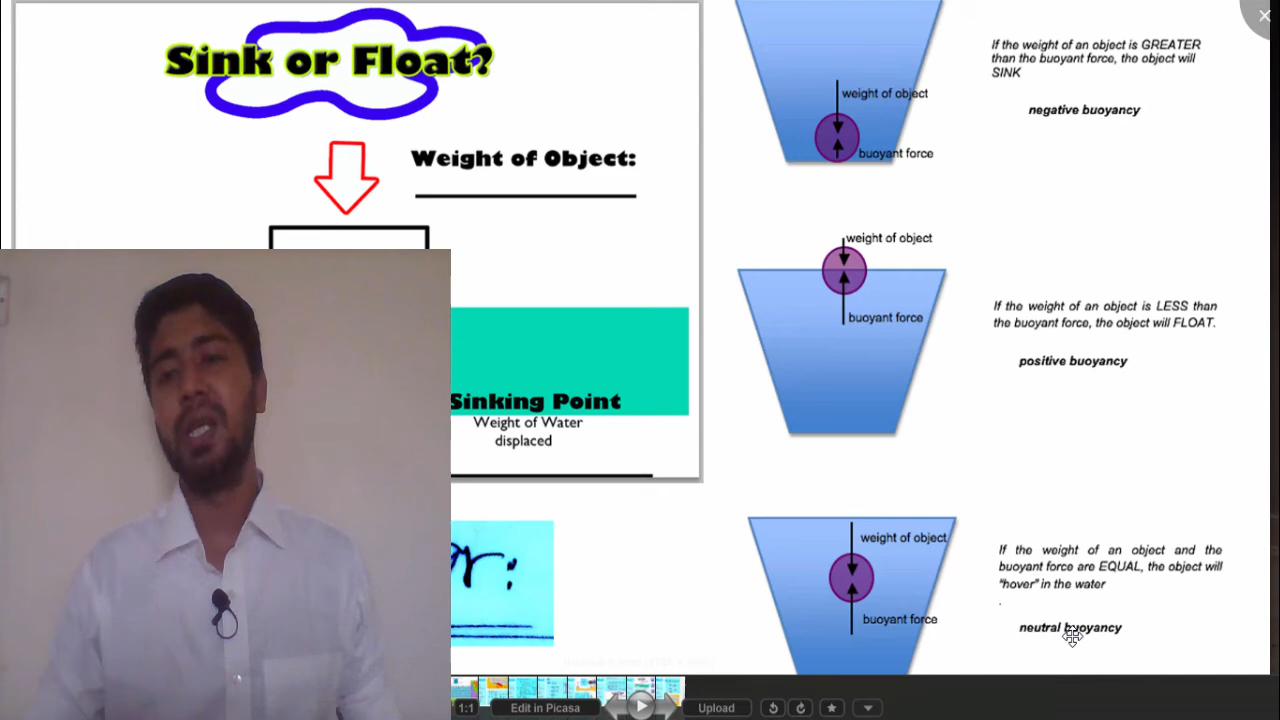 Sink or Float?
Weight of Object:
Sinking Point
Weight of Water
displaced
weight of object
buoyant force
If the weight of an object is GREATER
than the buoyant force, the object will
SINK
negative buoyancy
weight of object
buoyant force
If the weight of an object is LESS than
the buoyant force, the object will FLOAT.
positive buoyancy
weight of object
buoyant force
If the weight of an object and the
buoyant force are EQUAL, the object will
"hover" in the water
.
neutral buoyancy
1:1
Edit in Picasa
Upload